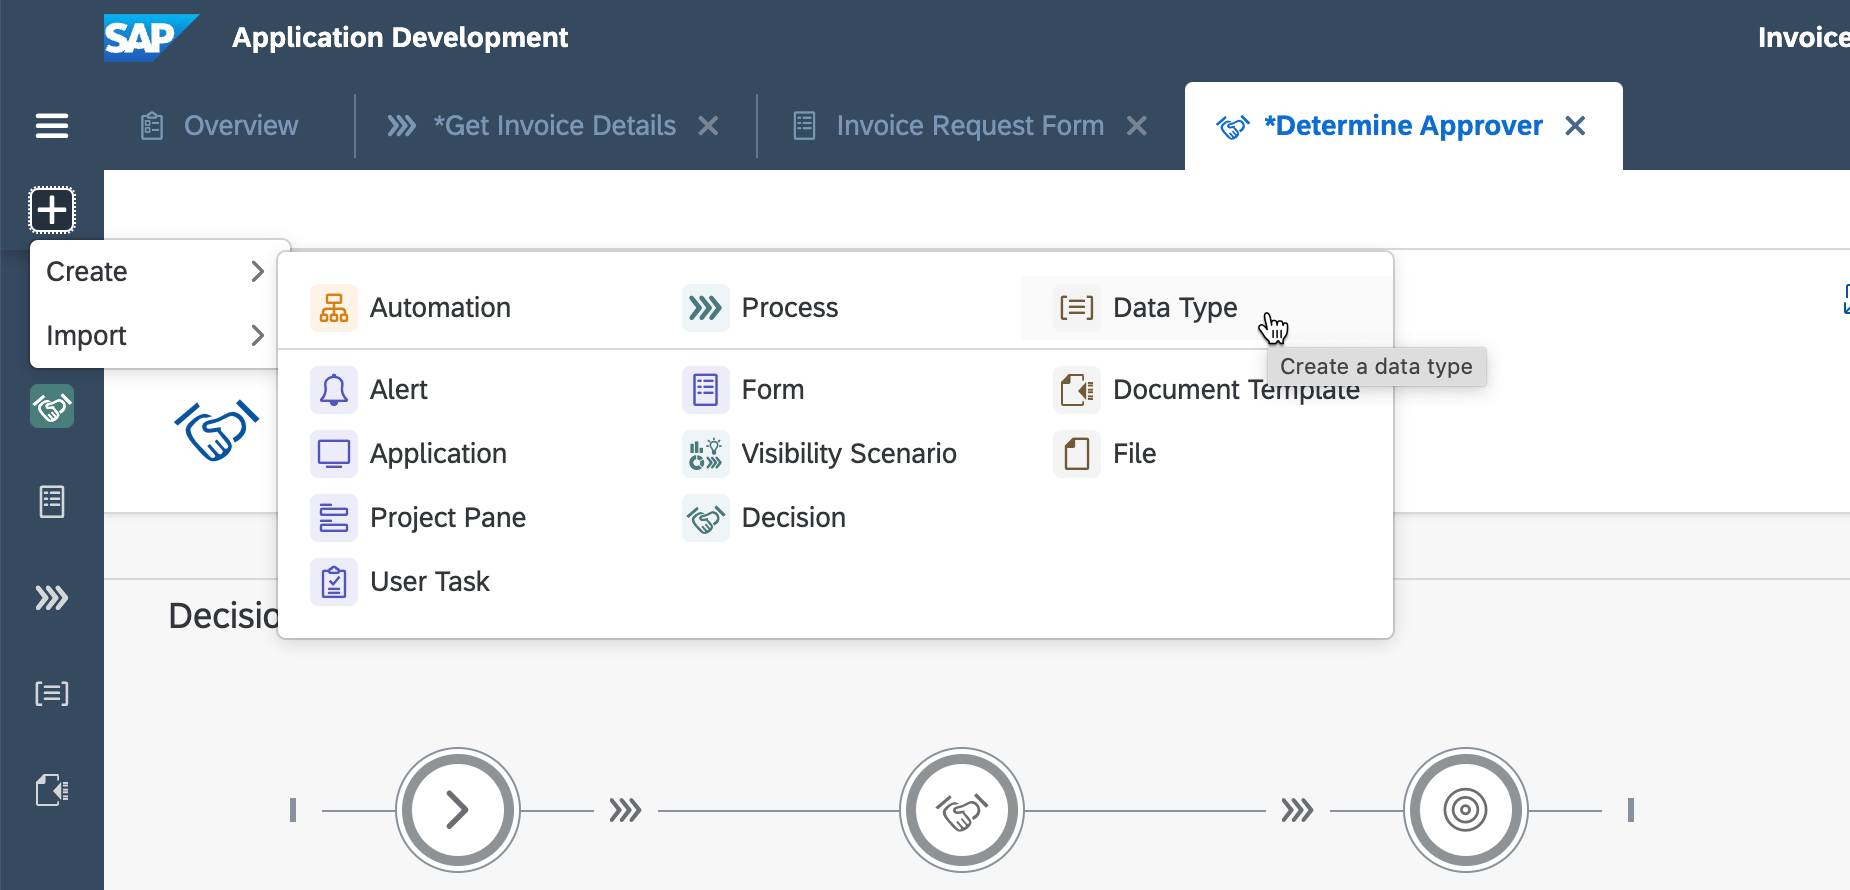 SAP Application Development Invoice
Overview *Get Invoice Details Invoice Request Form *Determine Approver
Create
Import
Automation Process Data Type
Create a data type
Alert Form Document Template
Application Visibility Scenario File
Project Pane Decision
User Task
Decisio